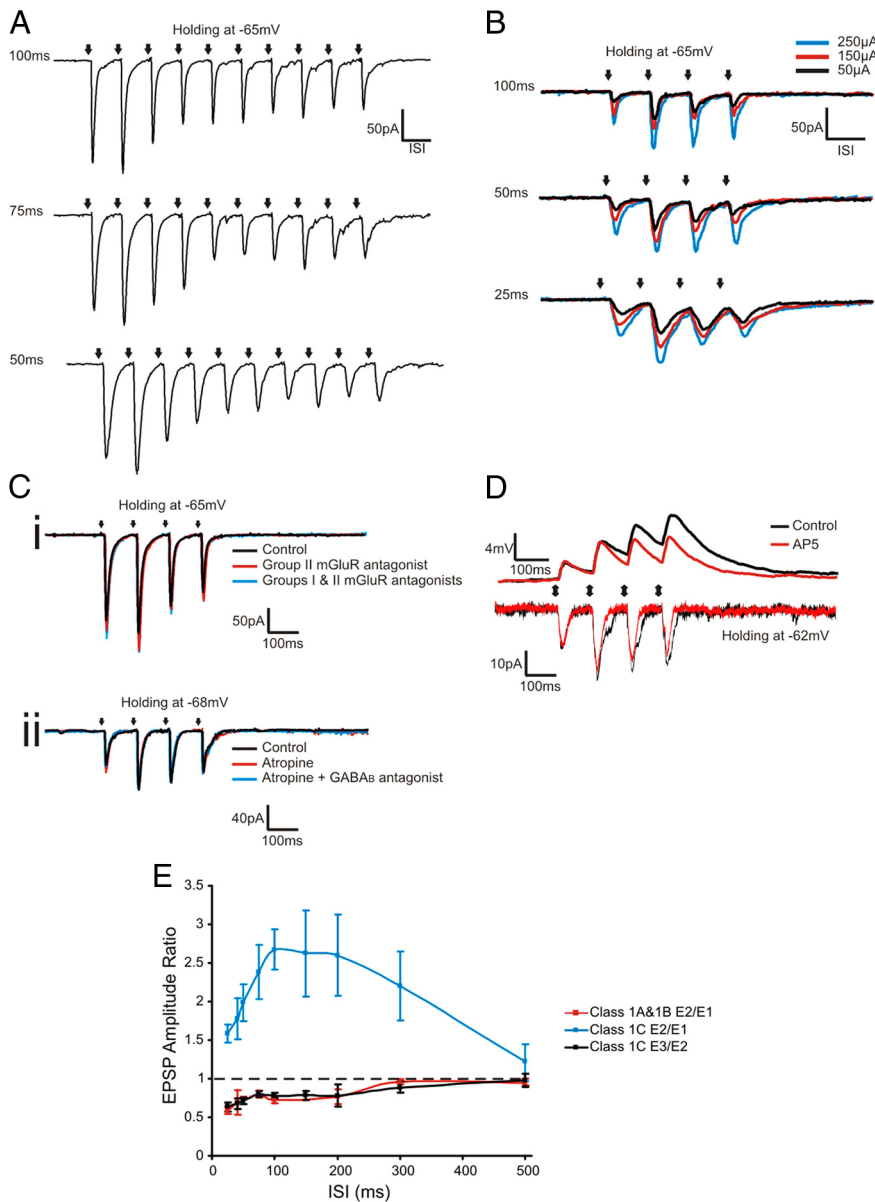 A
Holding at -65mV
100ms
50pA
ISI
75ms
50ms
B
250µA
150µA
50µA
Holding at -65mV
100ms
50pA
ISI
50ms
25ms
C
i
Holding at -65mV
Control
Group II mGluR antagonist
Groups I & II mGluR antagonists
50pA
100ms
ii
Holding at -68mV
Control
Atropine
Atropine + GABAB antagonist
40pA
100ms
D
Control
AP5
4mV
100ms
Holding at -62mV
10pA
100ms
E
EPSP Amplitude Ratio
3.5
3
2.5
2
1.5
1
0.5
0
0 100 200 300 400 500
ISI (ms)
Class 1A&1B E2/E1
Class 1C E2/E1
Class 1C E3/E2